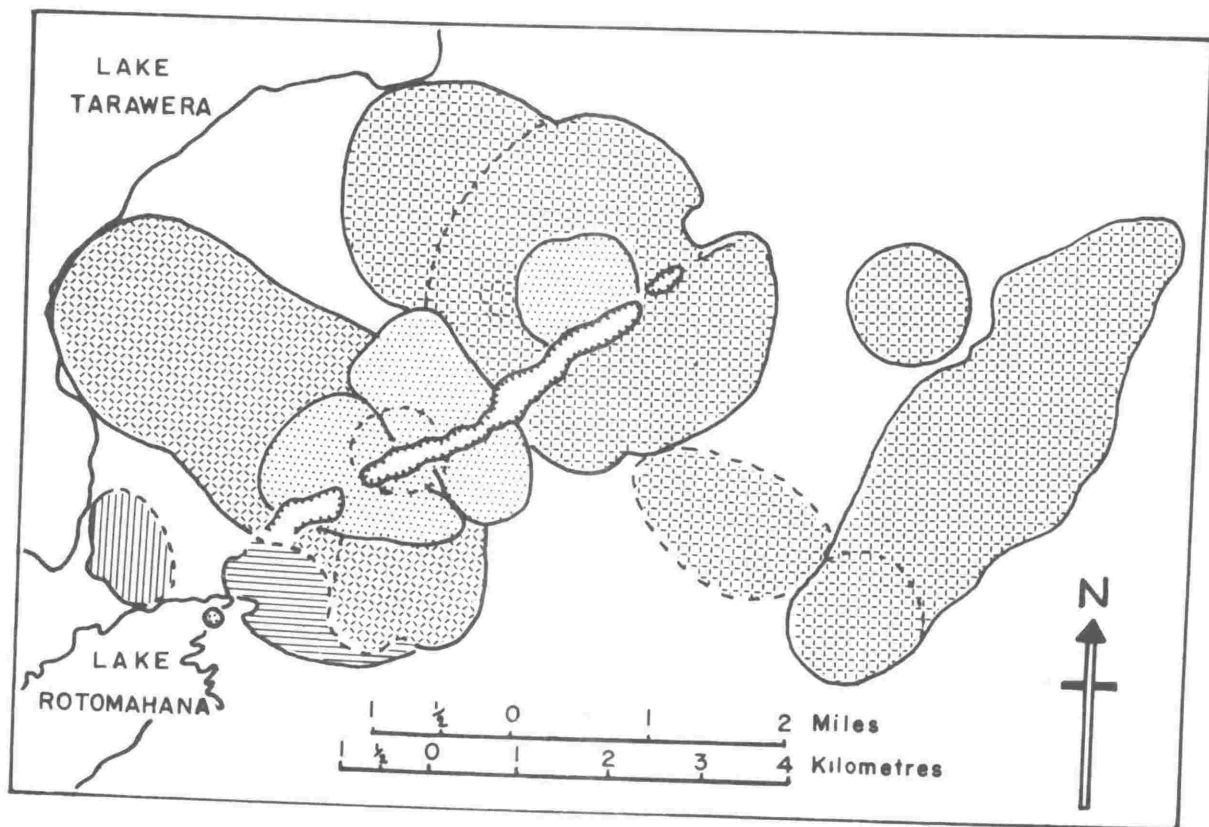 LAKE
TARAWERA
N
LAKE
ROTOMAHANA
1 ½ 0 1 2 Miles
1 ½ 0 1 2 3 4 Kilometres